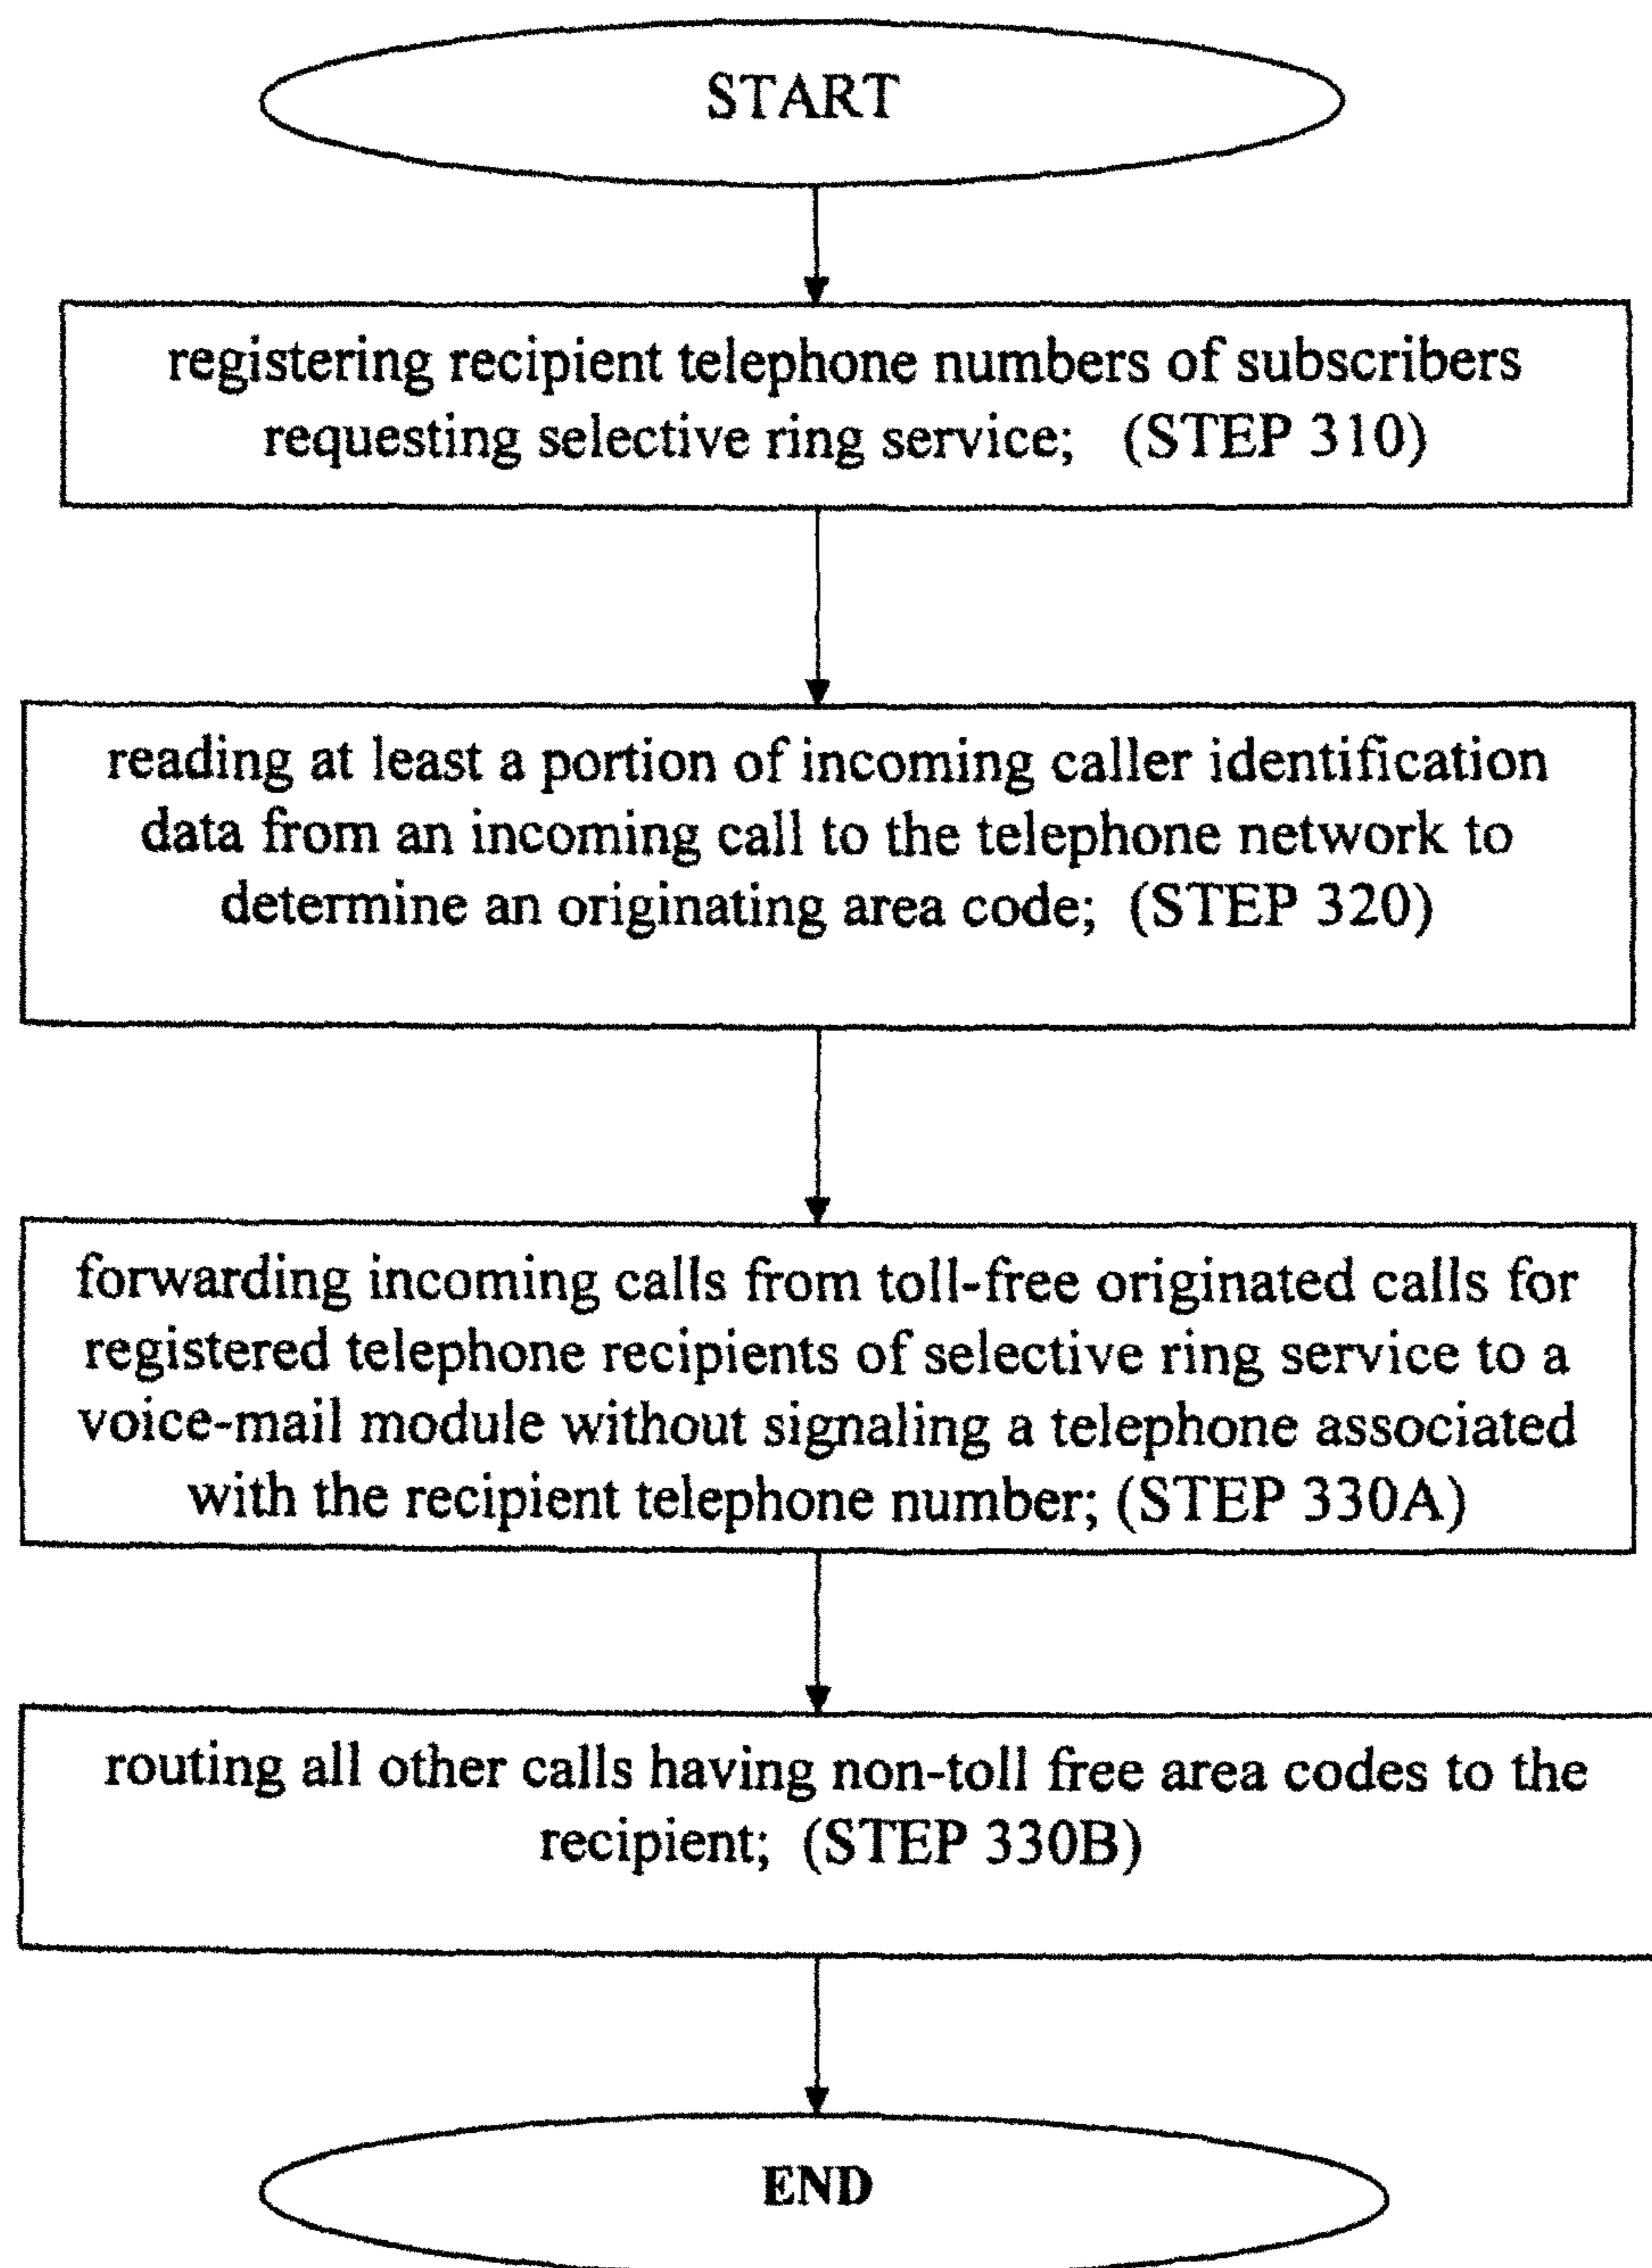 START
registering recipient telephone numbers of subscribers
requesting selective ring service; (STEP 310)
reading at least a portion of incoming caller identification
data from an incoming call to the telephone network to
determine an originating area code; (STEP 320)
forwarding incoming calls from toll-free originated calls for
registered telephone recipients of selective ring service to a
voice-mail module without signaling a telephone associated
with the recipient telephone number; (STEP 330A)
routing all other calls having non-toll free area codes to the
recipient; (STEP 330B)
END